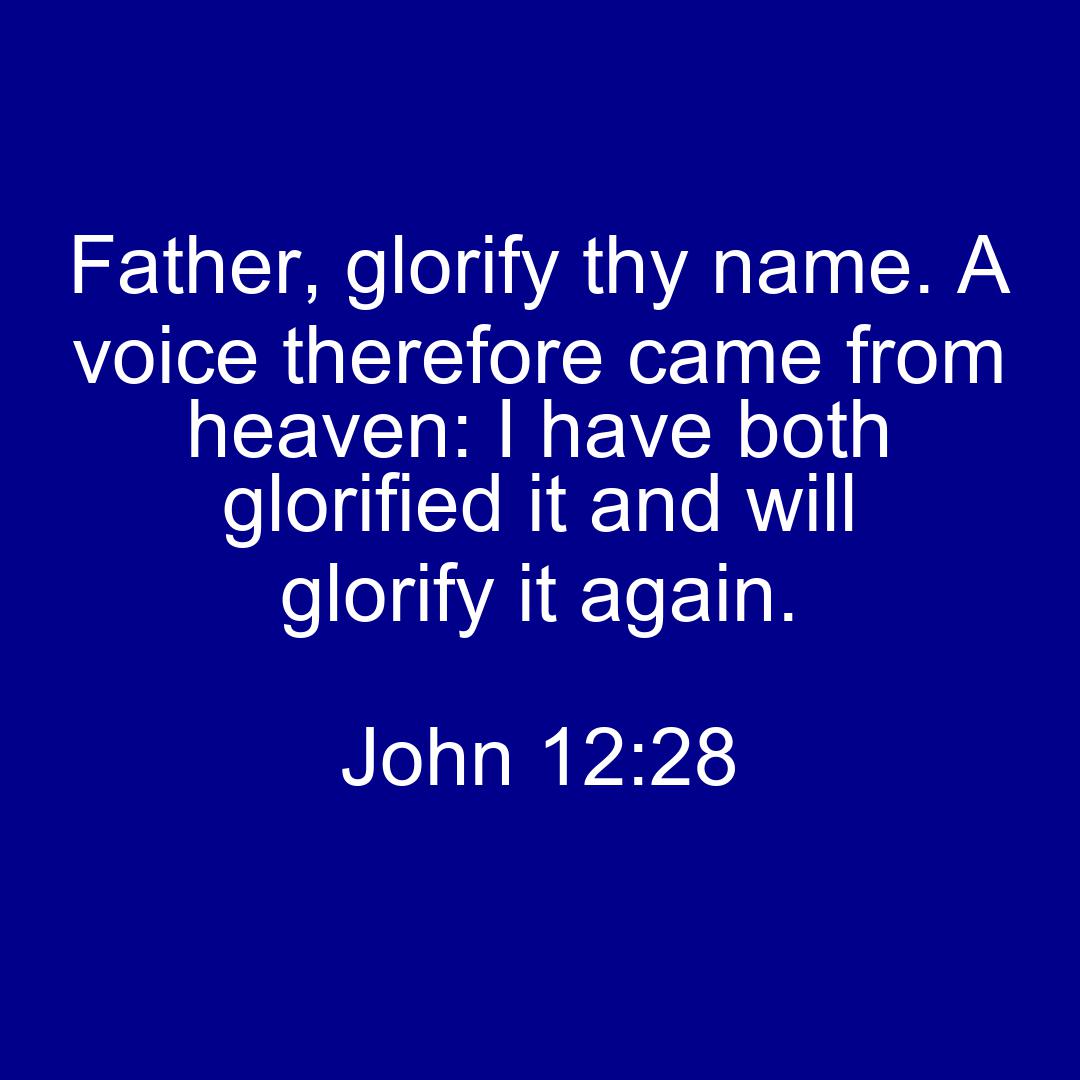 Father, glorify thy name. A
voice therefore came from
heaven: I have both
glorified it and will
glorify it again.
John 12:28